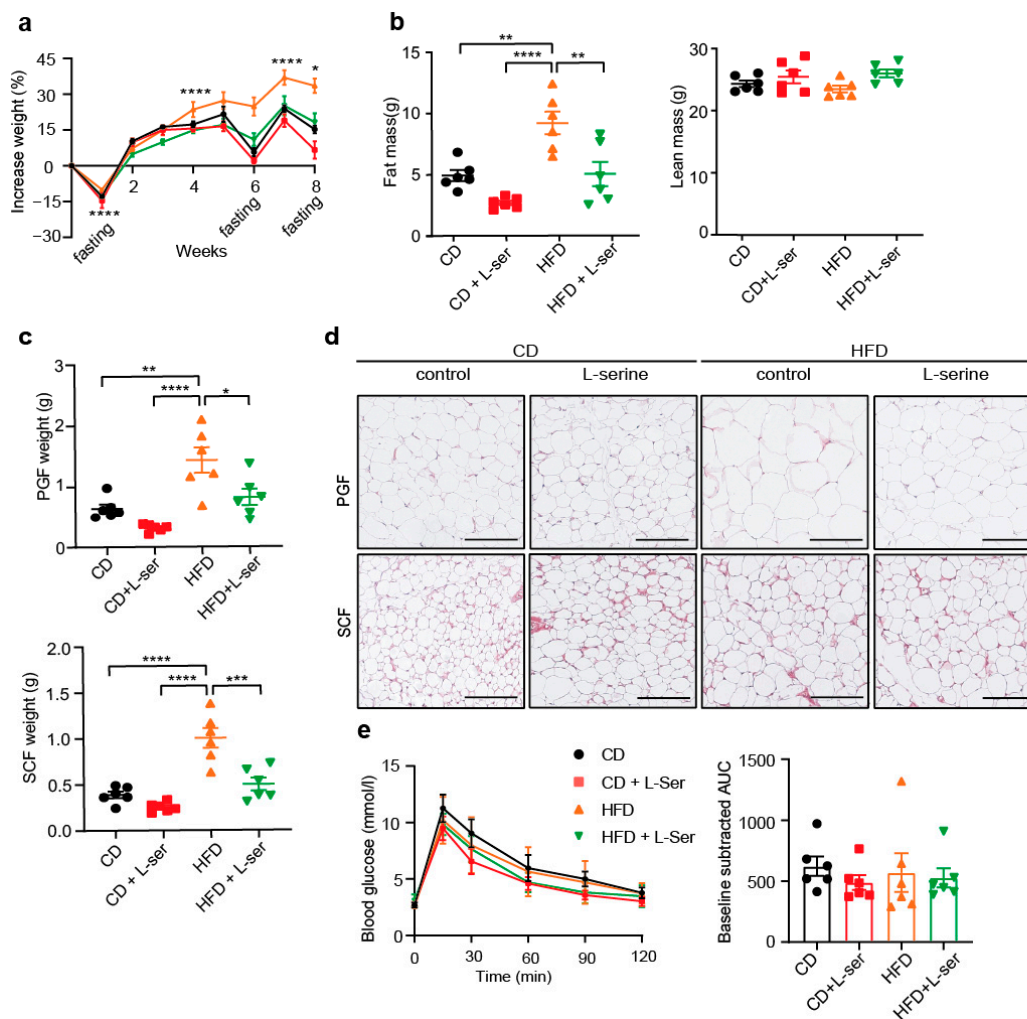 a
Increase weight (%)
45
30
15
0
−15
−30
****
****
****
*
2
4
6
8
fasting
fasting
fasting
Weeks
b
Fat mass(g)
15
10
5
0
**
****
**
CD
CD + L-ser
HFD
HFD + L-ser
Lean mass (g)
30
20
10
0
CD
CD+L-ser
HFD
HFD+L-ser
c
PGF weight (g)
3
2
1
0
**
****
*
CD
CD+L-ser
HFD
HFD+L-ser
SCF weight (g)
2.0
1.5
1.0
0.5
0.0
****
****
***
CD
CD + L-ser
HFD
HFD + L-ser
d
CD
HFD
control
L-serine
control
L-serine
PGF
SCF
e
Blood glucose (mmol/l)
15
10
5
0
0
30
60
90
120
Time (min)
CD
CD + L-Ser
HFD
HFD + L-Ser
Baseline subtracted AUC
1500
1000
500
0
CD
CD+L-ser
HFD
HFD+L-ser